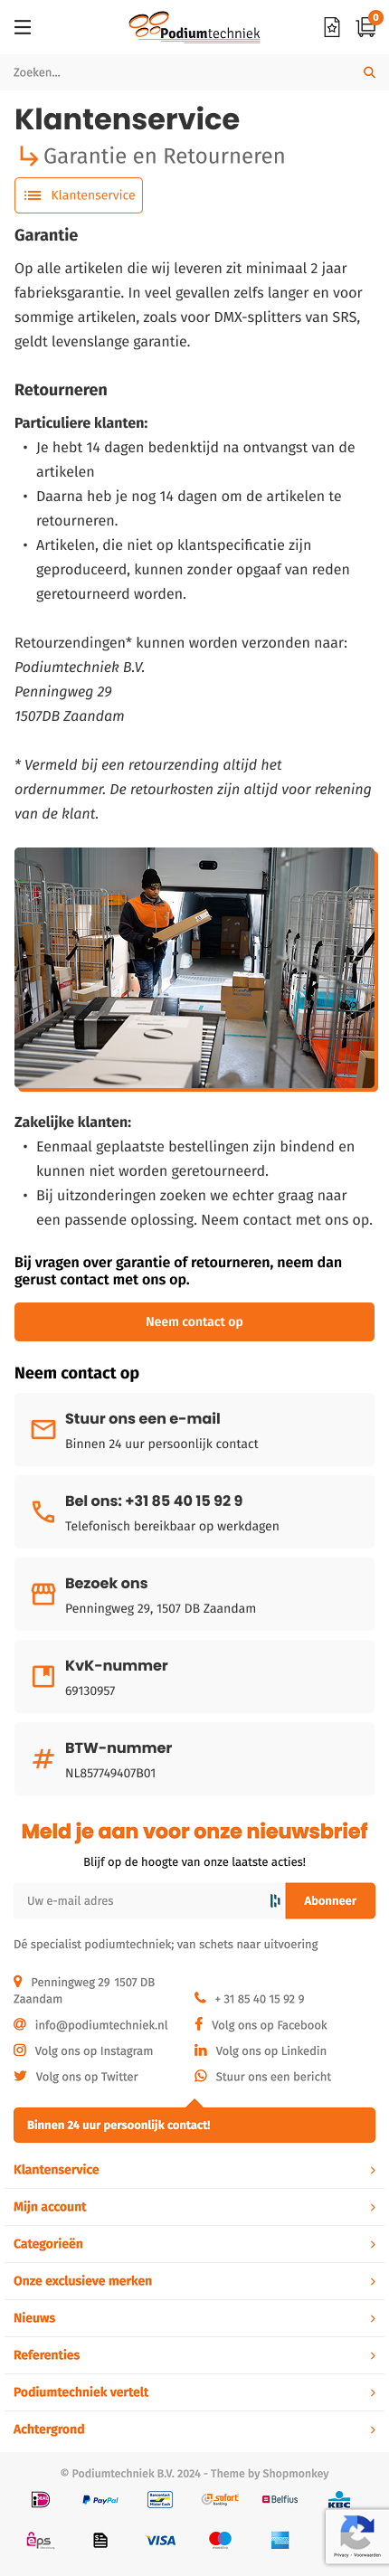 Podiumtechniek
0
Zoeken...
Klantenservice
Garantie en Retourneren
Klantenservice
Garantie
Op alle artikelen die wij leveren zit minimaal 2 jaar
fabrieksgarantie. In veel gevallen zelfs langer en voor
sommige artikelen, zoals voor DMX-splitters van SRS,
geldt levenslange garantie.
Retourneren
Particuliere klanten:
• Je hebt 14 dagen bedenktijd na ontvangst van de
artikelen
• Daarna heb je nog 14 dagen om de artikelen te
retourneren.
• Artikelen, die niet op klantspecificatie zijn
geproduceerd, kunnen zonder opgaaf van reden
geretourneerd worden.
Retourzendingen* kunnen worden verzonden naar:
Podiumtechniek B.V.
Penningweg 29
1507DB Zaandam
* Vermeld bij een retourzending altijd het
ordernummer. De retourkosten zijn altijd voor rekening
van de klant.
Zakelijke klanten:
• Eenmaal geplaatste bestellingen zijn bindend en
kunnen niet worden geretourneerd.
• Bij uitzonderingen zoeken we echter graag naar
een passende oplossing. Neem contact met ons op.
Bij vragen over garantie of retourneren, neem dan
gerust contact met ons op.
Neem contact op
Neem contact op
Stuur ons een e-mail
Binnen 24 uur persoonlijk contact
Bel ons: +31 85 40 15 92 9
Telefonisch bereikbaar op werkdagen
Bezoek ons
Penningweg 29, 1507 DB Zaandam
KvK-nummer
69130957
BTW-nummer
NL857749407B01
Meld je aan voor onze nieuwsbrief
Blijf op de hoogte van onze laatste acties!
Uw e-mail adres
Abonneer
Dé specialist podiumtechniek; van schets naar uitvoering
Penningweg 29 1507 DB
Zaandam
+ 31 85 40 15 92 9
info@podiumtechniek.nl
Volg ons op Facebook
Volg ons op Instagram
Volg ons op Linkedin
Volg ons op Twitter
Stuur ons een bericht
Binnen 24 uur persoonlijk contact!
Klantenservice
Mijn account
Categorieën
Onze exclusieve merken
Nieuws
Referenties
Podiumtechniek vertelt
Achtergrond
© Podiumtechniek B.V. 2024 - Theme by Shopmonkey
PayPal
Bancontact
sofort
Belfius
KBC
eps
VISA
Privacy - Voorwaarden